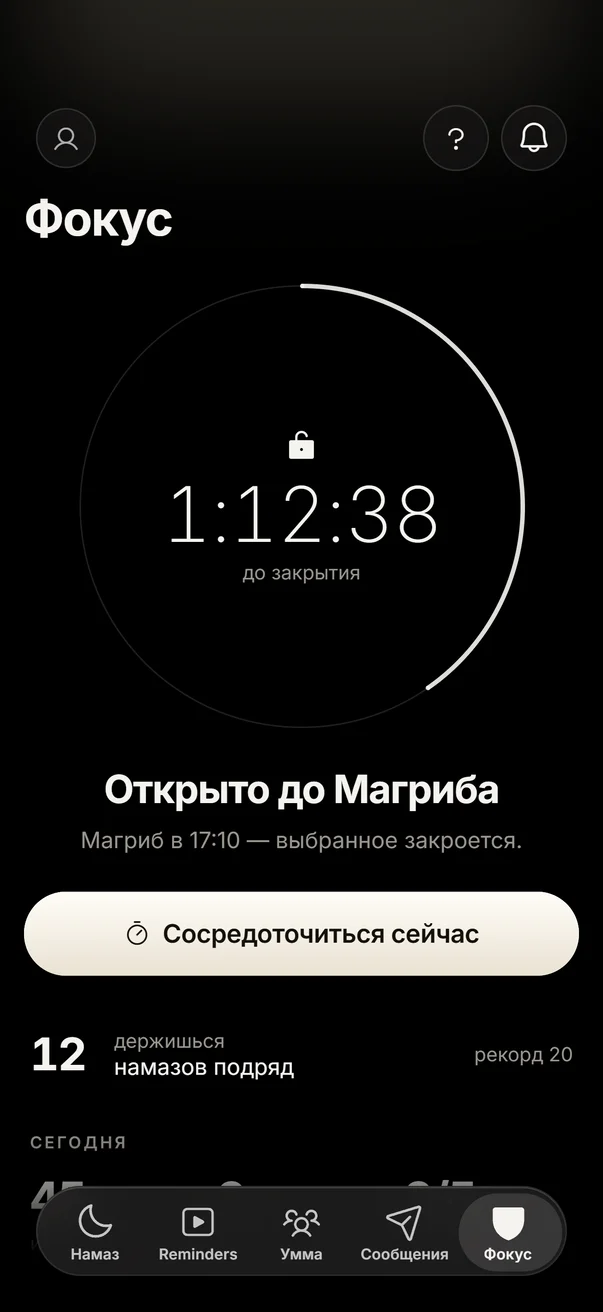 ?
Фокус
1:12:38
до закрытия
Открыто до Магриба
Магриб в 17:10 — выбранное закроется.
Сосредоточиться сейчас
12
держишься
намазов подряд
рекорд 20
СЕГОДНЯ
Намаз
Reminders
Умма
Сообщения
Фокус